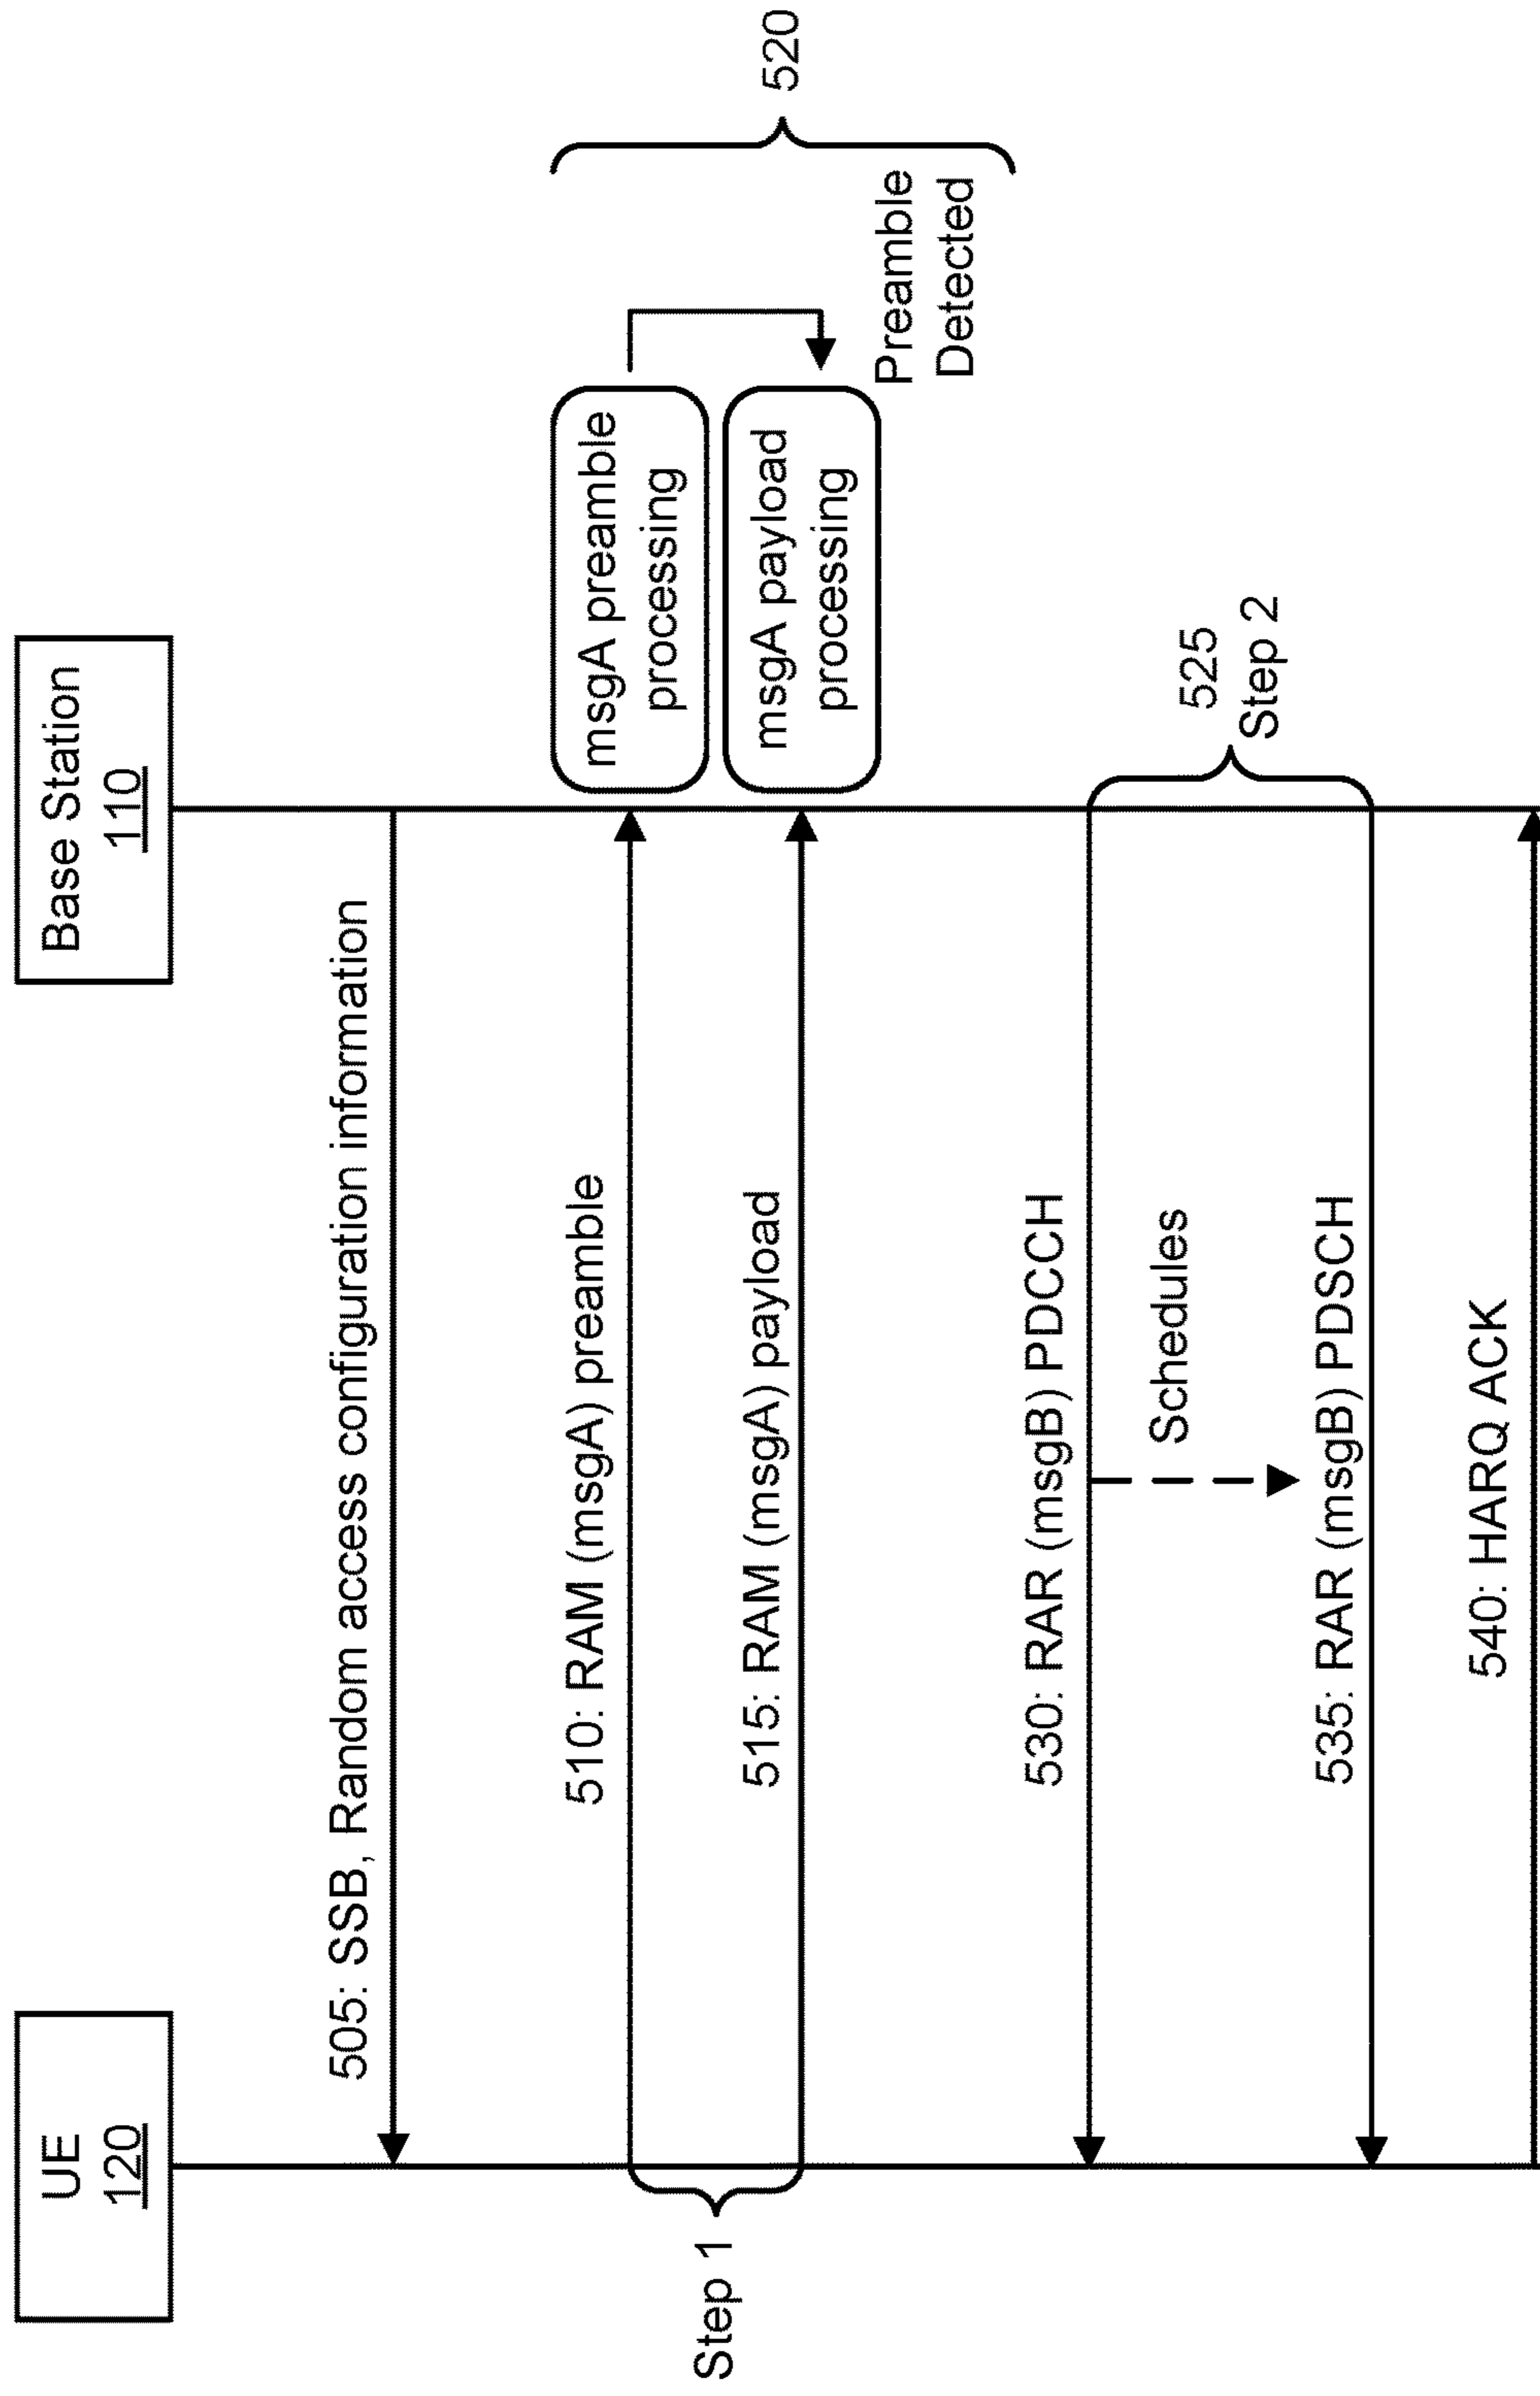 UE
120
Base Station
110
505: SSB, Random access configuration information
510: RAM (msgA) preamble
msgA preamble
processing
Step 1
515: RAM (msgA) payload
msgA payload
processing
Preamble
Detected
520
530: RAR (msgB) PDCCH
Schedules
525
Step 2
535: RAR (msgB) PDSCH
540: HARQ ACK